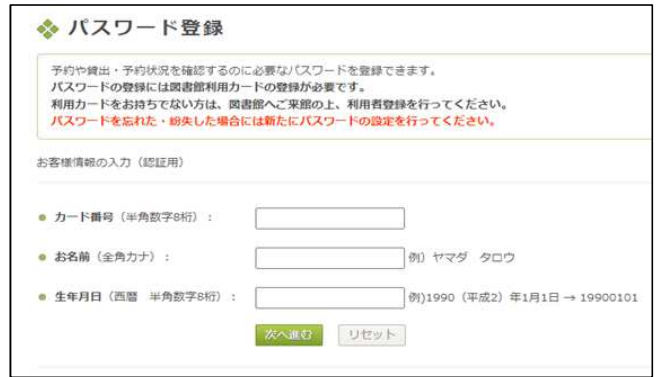 パスワード登録
予約や貸出・予約状況を確認するのに必要なパスワードを登録できます。
パスワードの登録には図書館利用カードの登録が必要です。
利用カードをお持ちでない方は、図書館へご来館の上、利用者登録を行ってください。
パスワードを忘れた・紛失した場合には新たにパスワードの設定を行ってください。
お客様情報の入力（認証用）
カード番号（半角数字8桁）：
お名前（全角カナ）： 例）ヤマダ　タロウ
生年月日（西暦　半角数字8桁）： 例)1990（平成2）年1月1日 → 19900101
次へ進む リセット